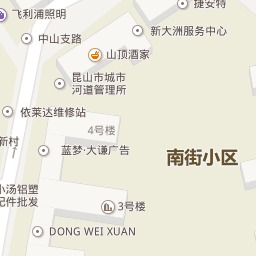 捷安特
飞利浦照明
新大洲服务中心
中山支路
山顶酒家
昆山市城市
河道管理所
依莱达维修站
4号楼
新村
蓝梦·大谦广告
南街小区
小汤铝塑
配件批发
3号楼
DONG WEI XUAN